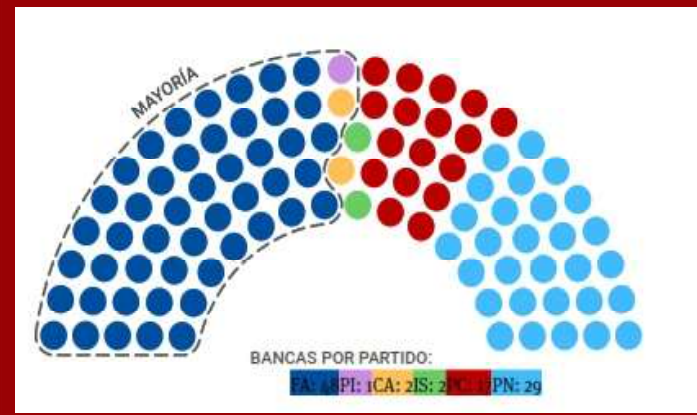 MAYORÍA
BANCAS POR PARTIDO:
FA: 48 PI: 1 CA: 2 IS: 2 PC: 17 PN: 29